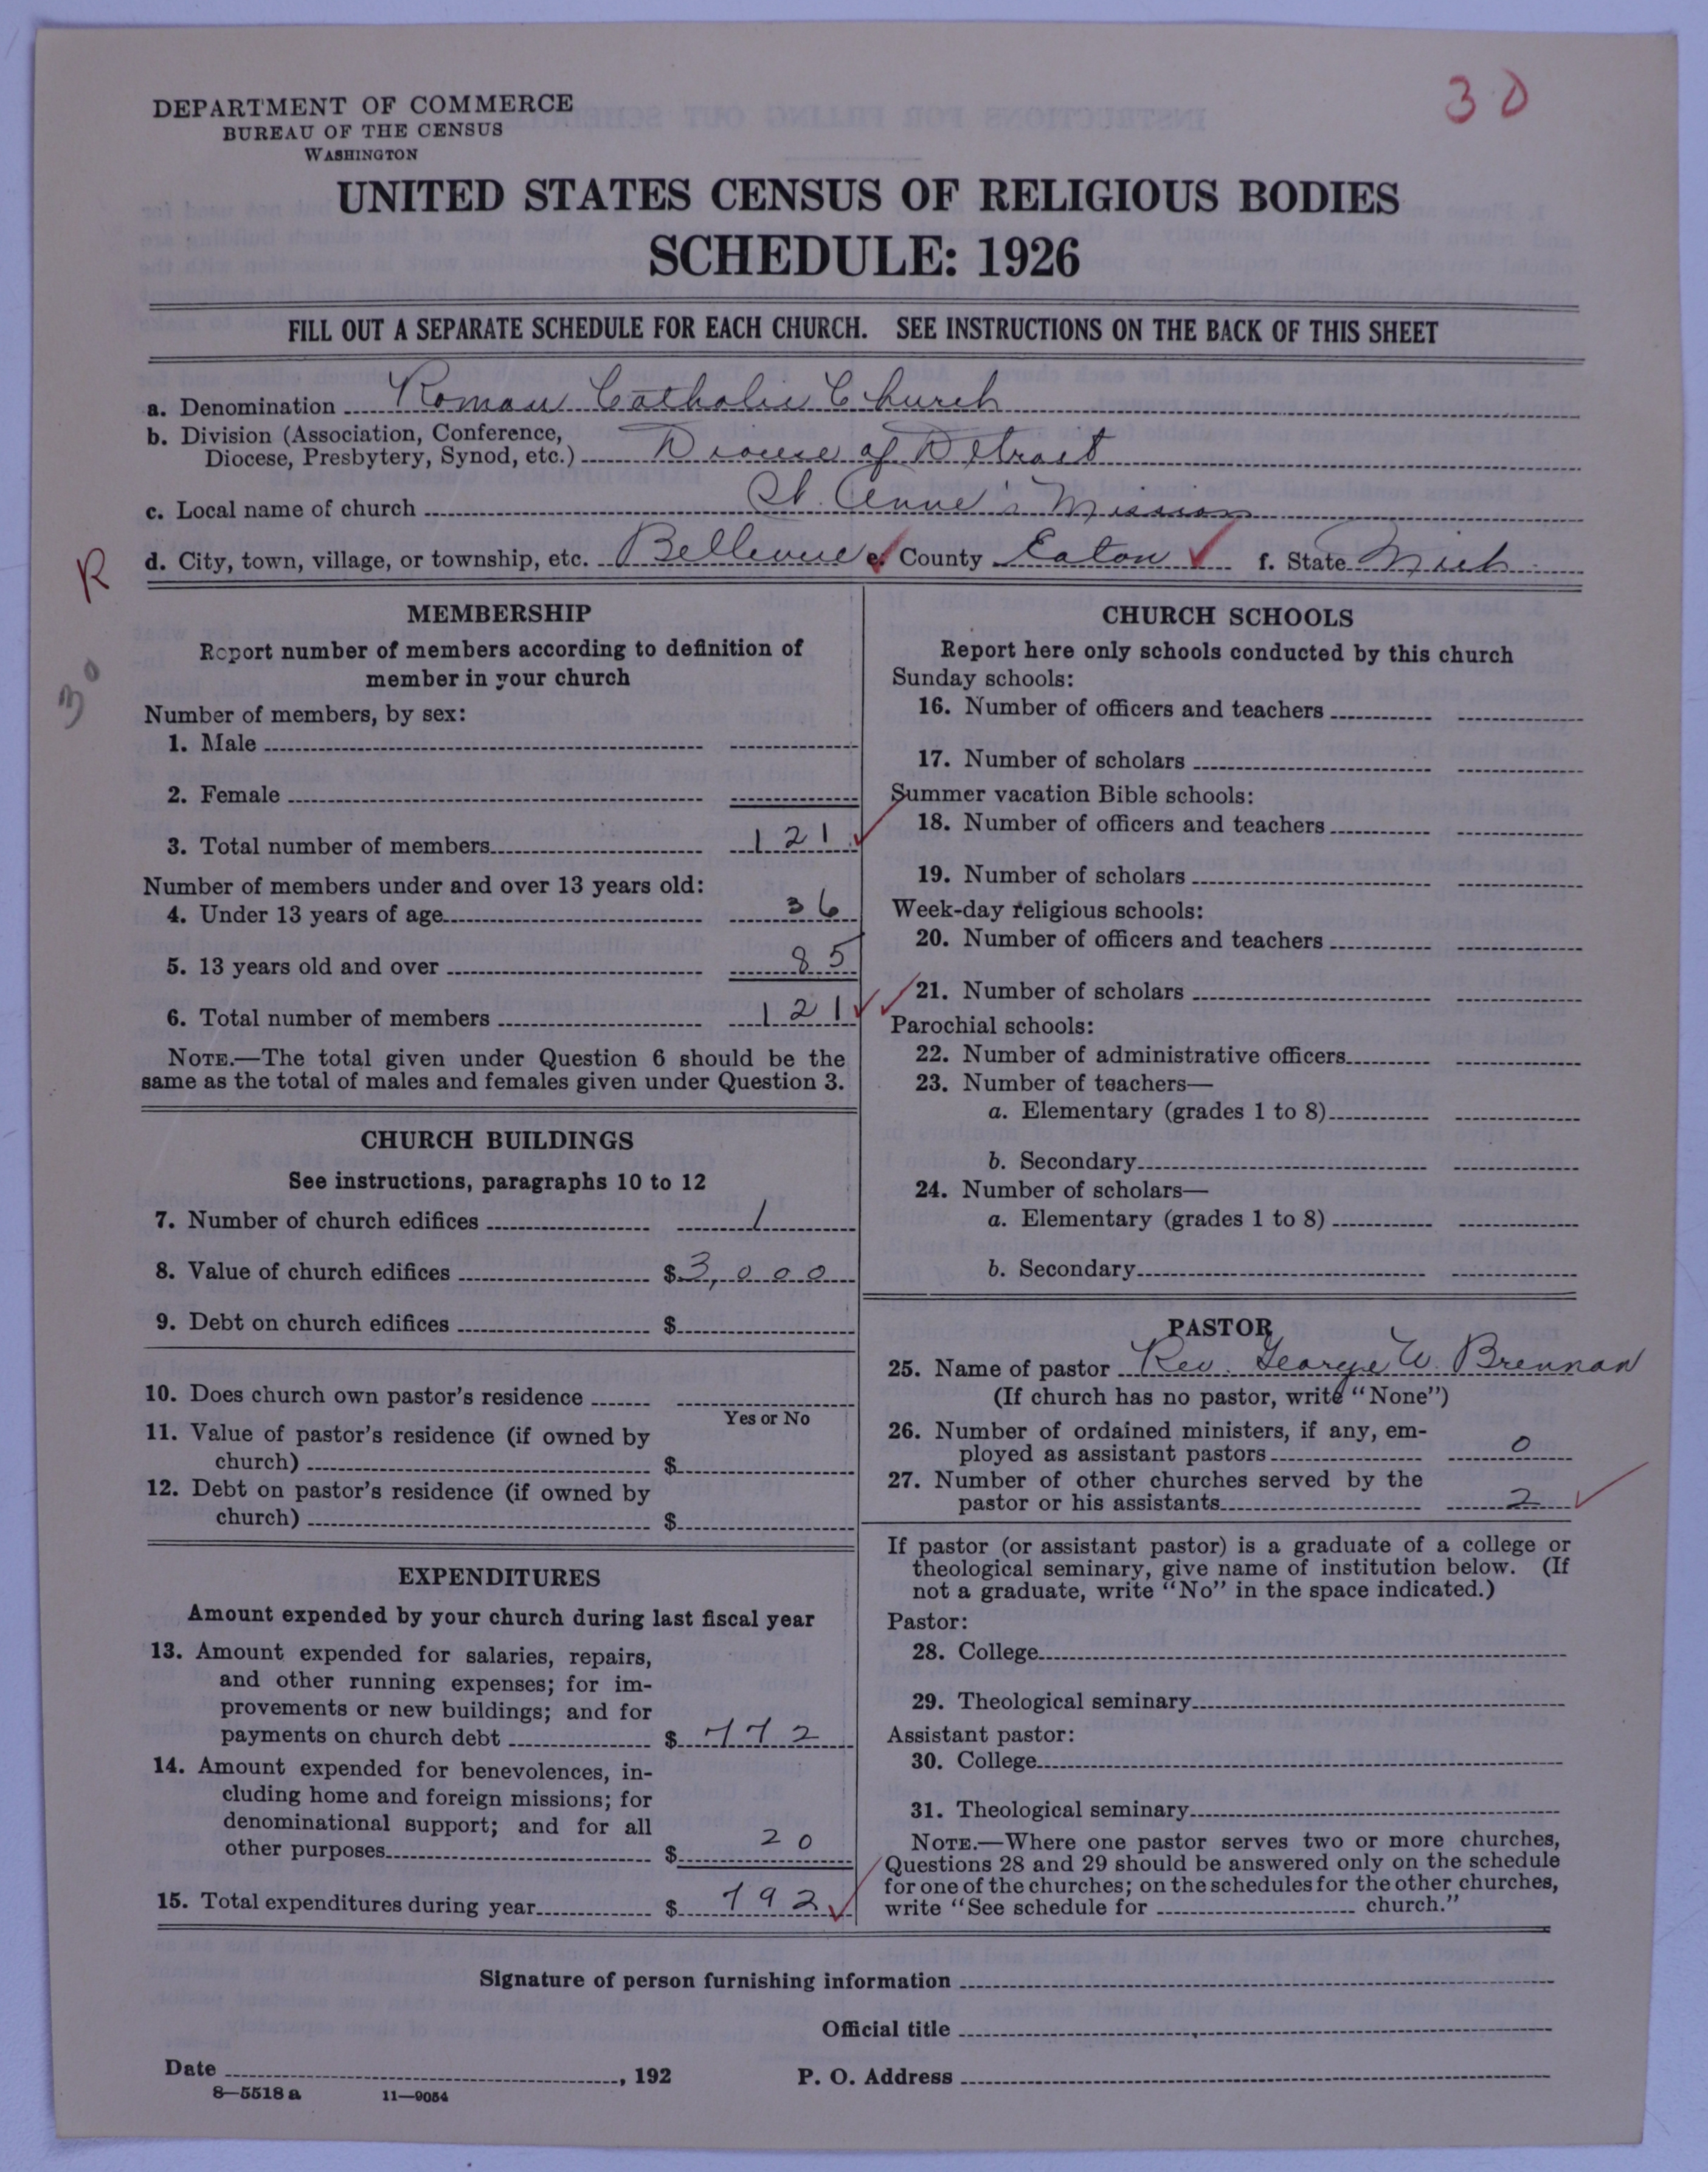 30
DEPARTMENT OF COMMERCE
BUREAU OF THE CENSUS
WASHINGTON
UNITED STATES CENSUS OF RELIGIOUS BODIES
SCHEDULE: 1926
FILL OUT A SEPARATE SCHEDULE FOR EACH CHURCH. SEE INSTRUCTIONS ON THE BACK OF THIS SHEET
a. Denomination Roman Catholic Church
b. Division (Association, Conference,
Diocese, Presbytery, Synod, etc.) Diocese of Detroit
c. Local name of church St. Anne's Mission
R d. City, town, village, or township, etc. Bellevue e. County Eaton f. State Mich
30
MEMBERSHIP
Report number of members according to definition of
member in your church
Number of members, by sex:
1. Male
2. Female
3. Total number of members 121
Number of members under and over 13 years old:
4. Under 13 years of age 36
5. 13 years old and over 85
6. Total number of members 121
NOTE.—The total given under Question 6 should be the
same as the total of males and females given under Question 3.
CHURCH BUILDINGS
See instructions, paragraphs 10 to 12
7. Number of church edifices 1
8. Value of church edifices $3,000
9. Debt on church edifices $
10. Does church own pastor's residence
Yes or No
11. Value of pastor's residence (if owned by
church) $
12. Debt on pastor's residence (if owned by
church) $
EXPENDITURES
Amount expended by your church during last fiscal year
13. Amount expended for salaries, repairs,
and other running expenses; for im-
provements or new buildings; and for
payments on church debt $ 772
14. Amount expended for benevolences, in-
cluding home and foreign missions; for
denominational support; and for all
other purposes $ 20
15. Total expenditures during year $ 792
CHURCH SCHOOLS
Report here only schools conducted by this church
Sunday schools:
16. Number of officers and teachers
17. Number of scholars
Summer vacation Bible schools:
18. Number of officers and teachers
19. Number of scholars
Week-day religious schools:
20. Number of officers and teachers
21. Number of scholars
Parochial schools:
22. Number of administrative officers
23. Number of teachers—
a. Elementary (grades 1 to 8)
b. Secondary
24. Number of scholars—
a. Elementary (grades 1 to 8)
b. Secondary
PASTOR
25. Name of pastor Rev. George W. Brennan
(If church has no pastor, write "None")
26. Number of ordained ministers, if any, em-
ployed as assistant pastors 0
27. Number of other churches served by the
pastor or his assistants 2
If pastor (or assistant pastor) is a graduate of a college or
theological seminary, give name of institution below. (If
not a graduate, write "No" in the space indicated.)
Pastor:
28. College
29. Theological seminary
Assistant pastor:
30. College
31. Theological seminary
NOTE.—Where one pastor serves two or more churches,
Questions 28 and 29 should be answered only on the schedule
for one of the churches; on the schedules for the other churches,
write "See schedule for church."
Signature of person furnishing information
Official title
Date , 192 P. O. Address
8—5518 a 11—9054